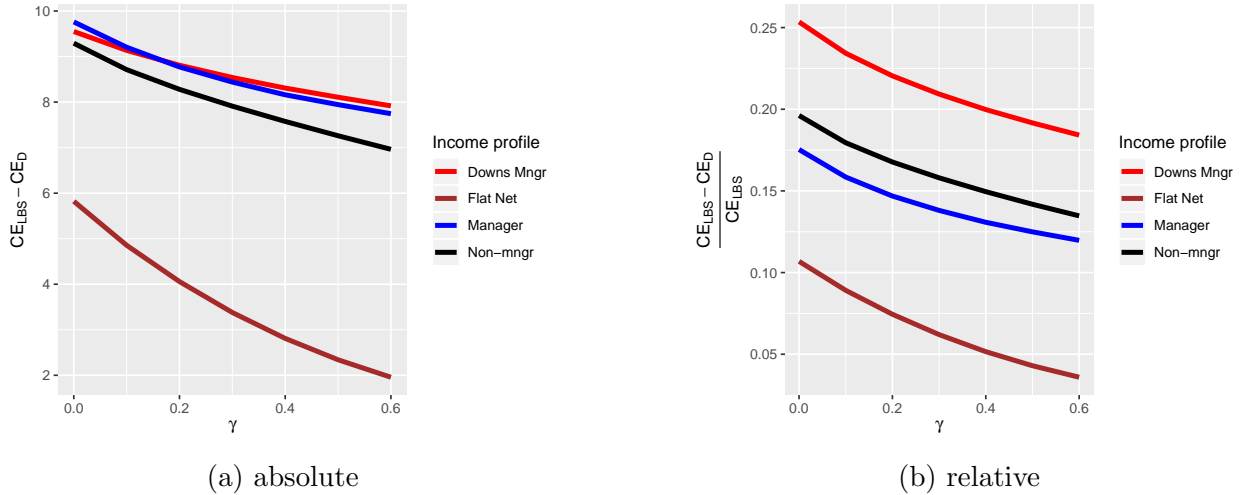 10
8
6
4
2
0.0 0.2 0.4 0.6
γ
CE_LBS − CE_D
Income profile
Downs Mngr
Flat Net
Manager
Non−mngr
(a) absolute
0.25
0.20
0.15
0.10
0.05
0.0 0.2 0.4 0.6
γ
CE_LBS − CE_D
CE_LBS
Income profile
Downs Mngr
Flat Net
Manager
Non−mngr
(b) relative